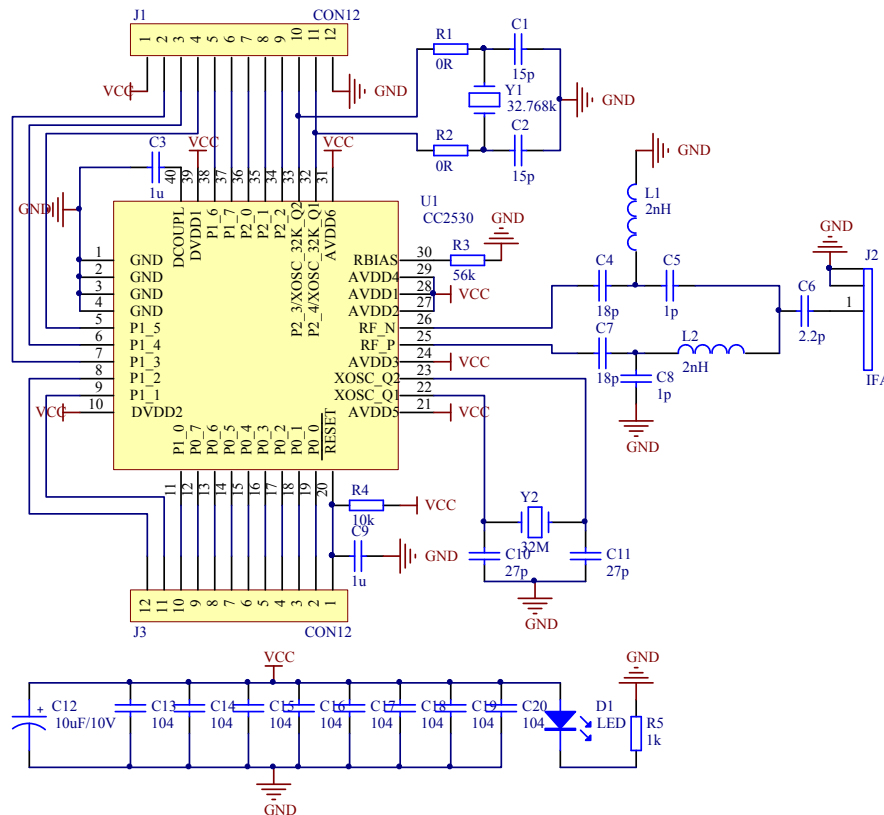 J1 CON12
1 2 3 4 5 6 7 8 9 10 11 12
VCC
GND
R1
0R
C1
15p
Y1
32.768k
GND
R2
0R
C2
15p
C3
1u
VCC
VCC
GND
40 39 38 37 36 35 34 33 32 31
DCOUPL
DVDD1
P1_6
P1_7
P2_0
P2_1
P2_2
P2_3/XOSC_32K_Q2
P2_4/XOSC_32K_Q1
AVDD6
U1
CC2530
1 GND
2 GND
3 GND
4 GND
5 P1_5
6 P1_4
7 P1_3
8 P1_2
9 P1_1
10 DVDD2
VCC
RBIAS 30
AVDD4 29
AVDD1 28
AVDD2 27
RF_N 26
RF_P 25
AVDD3 24
XOSC_Q2 23
XOSC_Q1 22
AVDD5 21
P1_0
P0_7
P0_6
P0_5
P0_4
P0_3
P0_2
P0_1
P0_0
RESET
11 12 13 14 15 16 17 18 19 20
R3
56k
GND
VCC
VCC
VCC
GND
L1
2nH
C4
18p
C5
1p
C7
18p
L2
2nH
C8
1p
GND
C6
2.2p
GND
J2
1
IFA
R4
10k
VCC
C9
1u
GND
Y2
32M
C10
27p
C11
27p
GND
12 11 10 9 8 7 6 5 4 3 2 1
J3 CON12
VCC
C12
10uF/10V
C13
104
C14
104
C15
104
C16
104
C17
104
C18
104
C19
104
C20
104
D1
LED
GND
R5
1k
GND